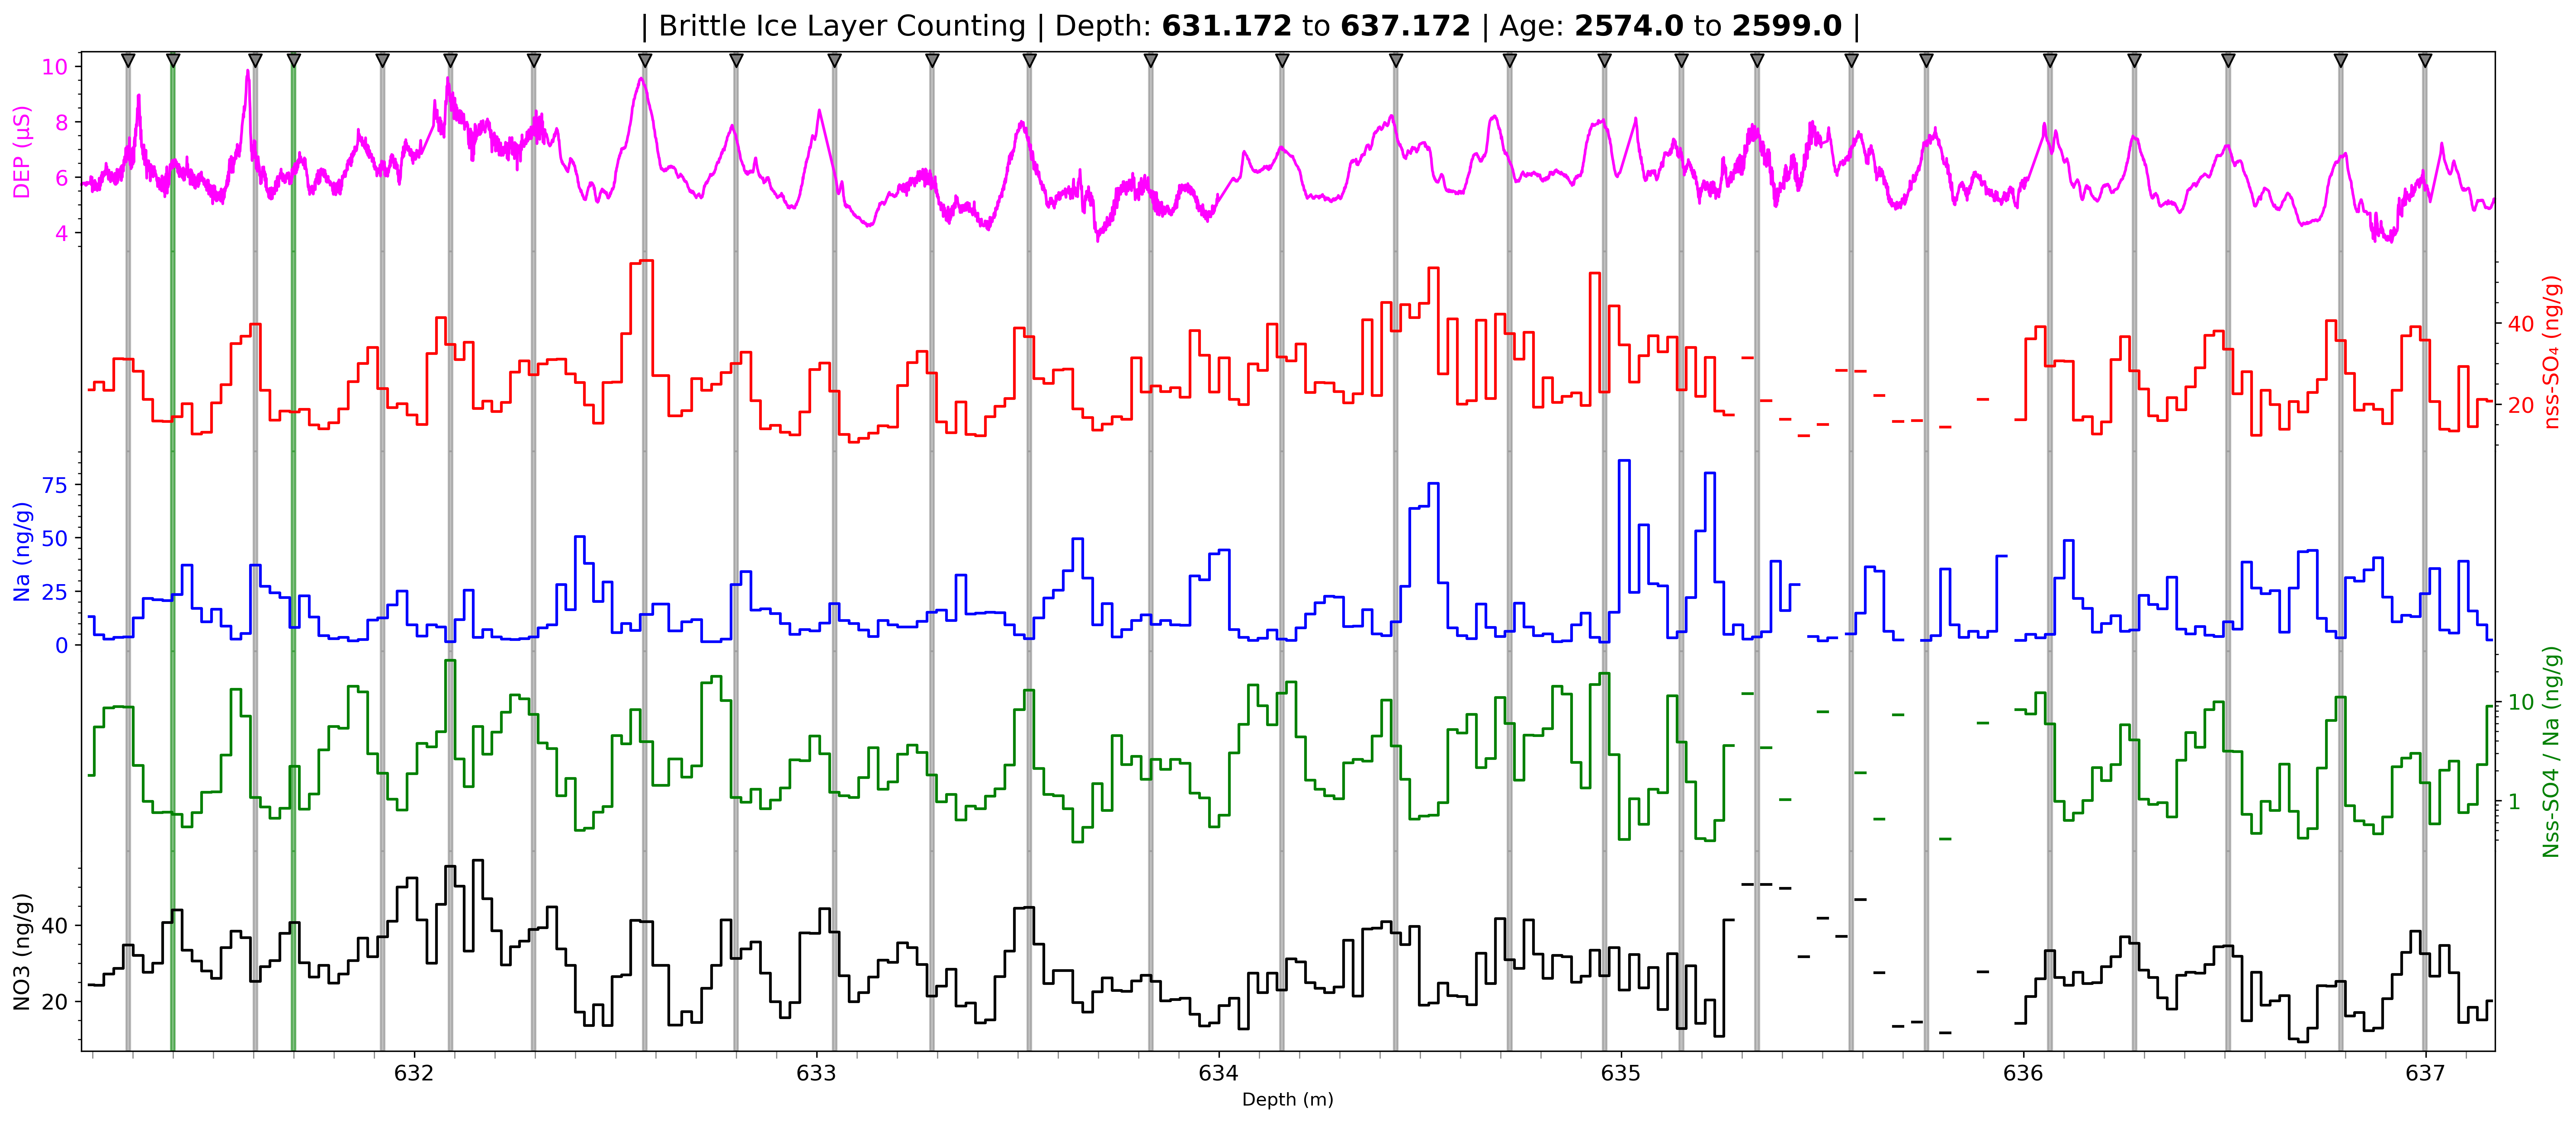 | Brittle Ice Layer Counting | Depth: 631.172 to 637.172 | Age: 2574.0 to 2599.0 |
DEP (μS)
10
8
6
4
nss-SO₄ (ng/g)
40
20
Na (ng/g)
75
50
25
0
Nss-SO4 / Na (ng/g)
10
1
NO3 (ng/g)
40
20
632 633 634 635 636 637
Depth (m)